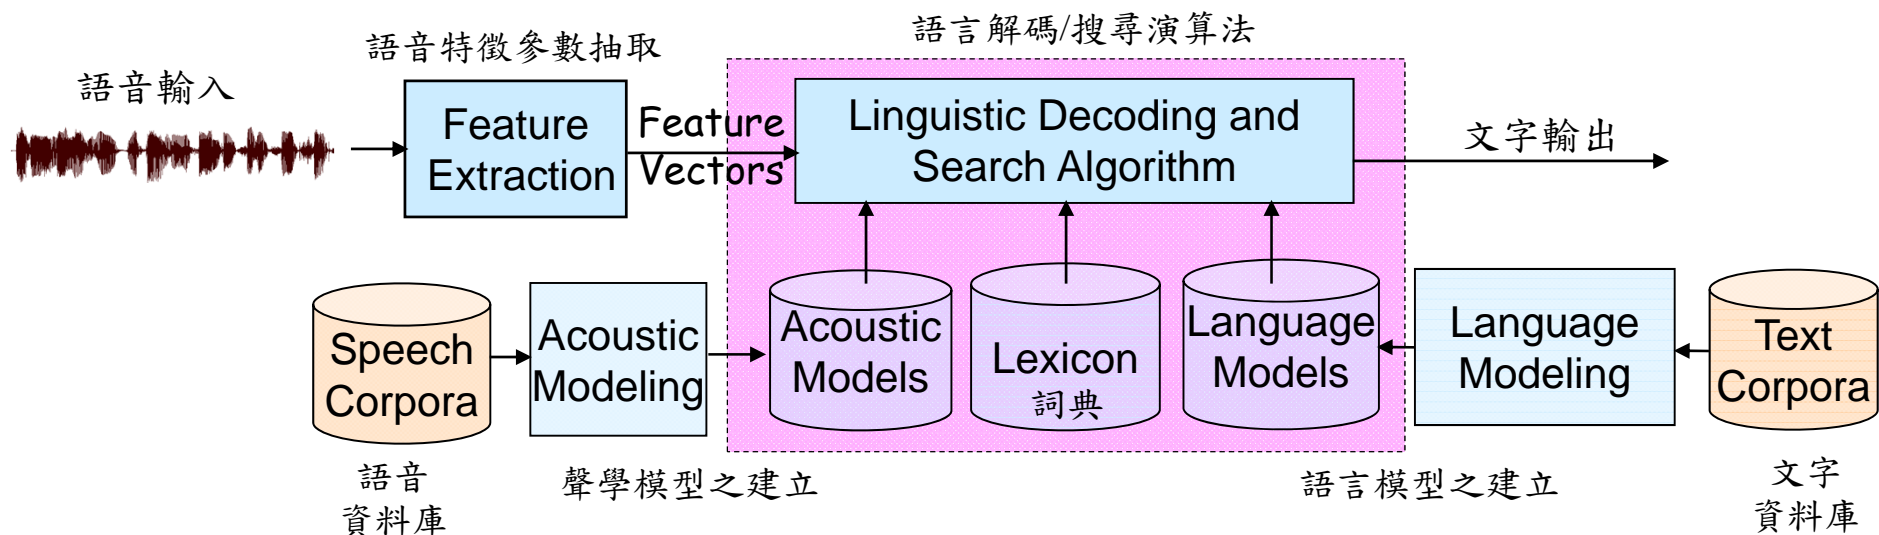 語音輸入
語音特徵參數抽取
語言解碼/搜尋演算法
Feature
Extraction
Feature
Vectors
Linguistic Decoding and
Search Algorithm
文字輸出
Speech
Corpora
Acoustic
Modeling
Acoustic
Models
Lexicon
詞典
Language
Models
Language
Modeling
Text
Corpora
語音
資料庫
聲學模型之建立
語言模型之建立
文字
資料庫